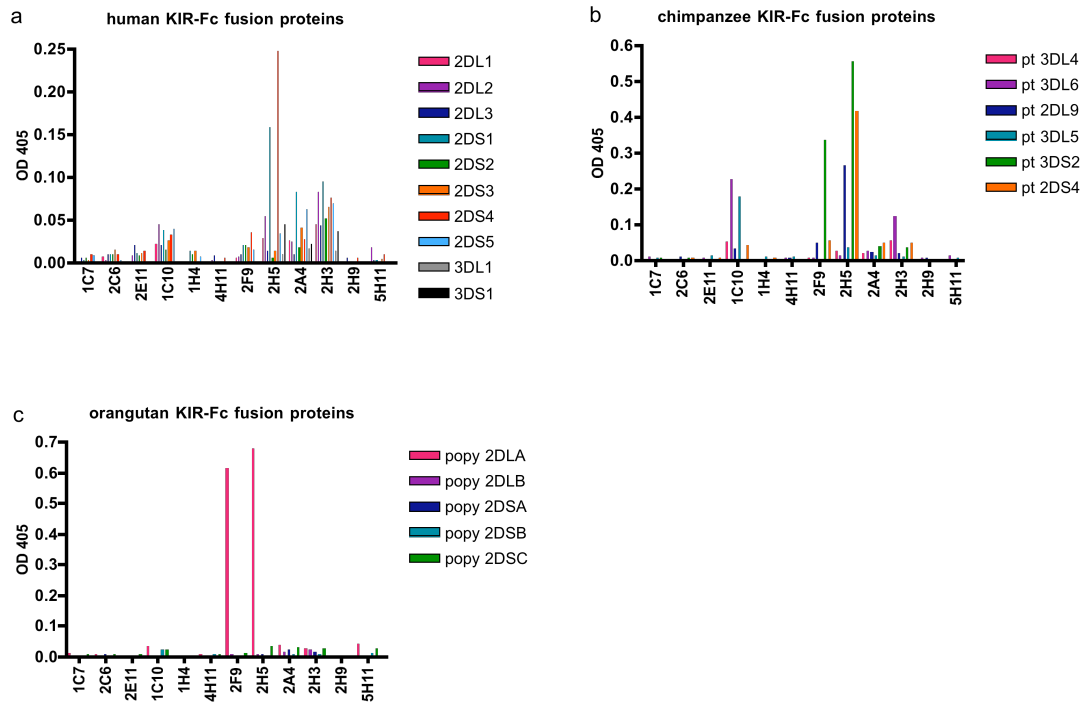 a
human KIR-Fc fusion proteins
0.25
0.20
0.15
0.10
0.05
0.00
OD 405
1C7
2C6
2E11
1C10
1H4
4H11
2F9
2H5
2A4
2H3
2H9
5H11
2DL1
2DL2
2DL3
2DS1
2DS2
2DS3
2DS4
2DS5
3DL1
3DS1
b
chimpanzee KIR-Fc fusion proteins
0.6
0.5
0.4
0.3
0.2
0.1
0.0
OD 405
1C7
2C6
2E11
1C10
1H4
4H11
2F9
2H5
2A4
2H3
2H9
5H11
pt 3DL4
pt 3DL6
pt 2DL9
pt 3DL5
pt 3DS2
pt 2DS4
c
orangutan KIR-Fc fusion proteins
0.7
0.6
0.5
0.4
0.3
0.2
0.1
0.0
OD 405
1C7
2C6
2E11
1C10
1H4
4H11
2F9
2H5
2A4
2H3
2H9
5H11
popy 2DLA
popy 2DLB
popy 2DSA
popy 2DSB
popy 2DSC